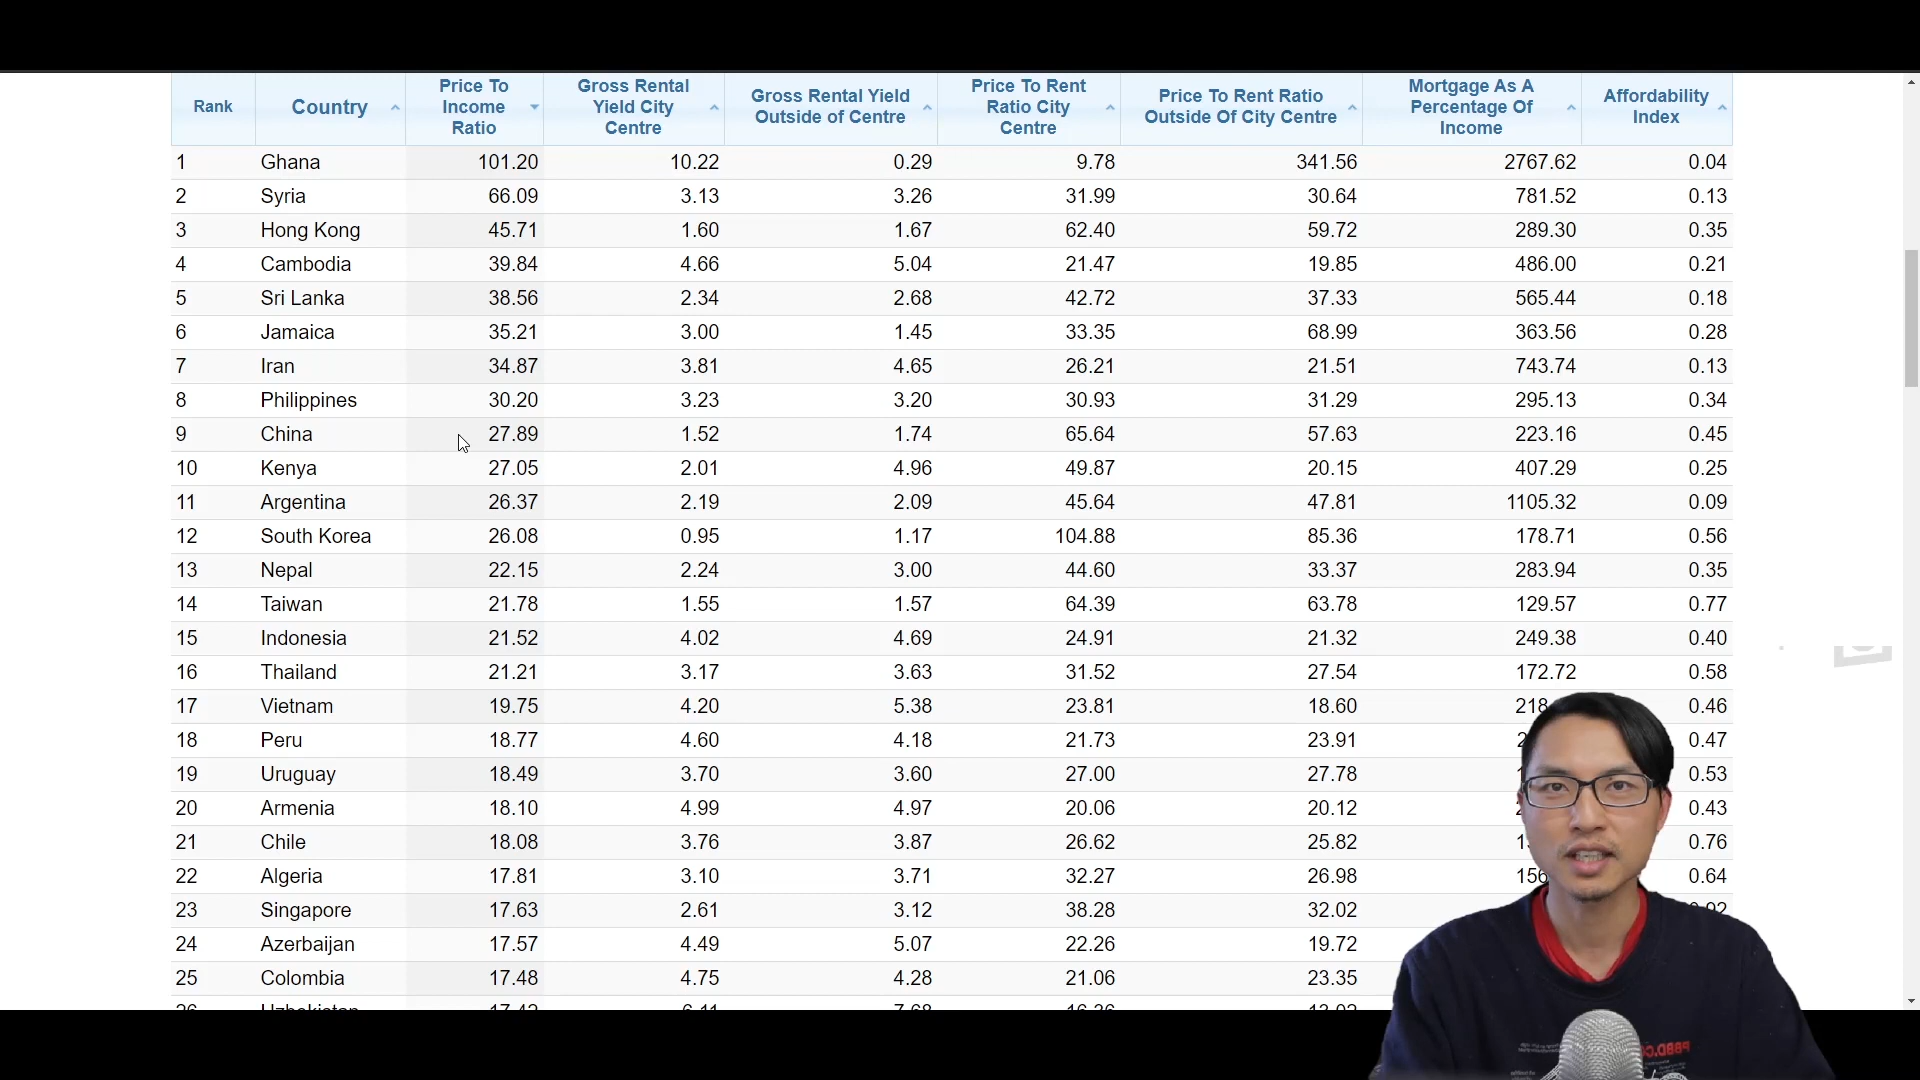 Rank Country Price To Income Ratio Gross Rental Yield City Centre Gross Rental Yield Outside of Centre Price To Rent Ratio City Centre Price To Rent Ratio Outside Of City Centre Mortgage As A Percentage Of Income Affordability Index
1 Ghana 101.20 10.22 0.29 9.78 341.56 2767.62 0.04
2 Syria 66.09 3.13 3.26 31.99 30.64 781.52 0.13
3 Hong Kong 45.71 1.60 1.67 62.40 59.72 289.30 0.35
4 Cambodia 39.84 4.66 5.04 21.47 19.85 486.00 0.21
5 Sri Lanka 38.56 2.34 2.68 42.72 37.33 565.44 0.18
6 Jamaica 35.21 3.00 1.45 33.35 68.99 363.56 0.28
7 Iran 34.87 3.81 4.65 26.21 21.51 743.74 0.13
8 Philippines 30.20 3.23 3.20 30.93 31.29 295.13 0.34
9 China 27.89 1.52 1.74 65.64 57.63 223.16 0.45
10 Kenya 27.05 2.01 4.96 49.87 20.15 407.29 0.25
11 Argentina 26.37 2.19 2.09 45.64 47.81 1105.32 0.09
12 South Korea 26.08 0.95 1.17 104.88 85.36 178.71 0.56
13 Nepal 22.15 2.24 3.00 44.60 33.37 283.94 0.35
14 Taiwan 21.78 1.55 1.57 64.39 63.78 129.57 0.77
15 Indonesia 21.52 4.02 4.69 24.91 21.32 249.38 0.40
16 Thailand 21.21 3.17 3.63 31.52 27.54 172.72 0.58
17 Vietnam 19.75 4.20 5.38 23.81 18.60 0.46
18 Peru 18.77 4.60 4.18 21.73 23.91 0.47
19 Uruguay 18.49 3.70 3.60 27.00 27.78 0.53
20 Armenia 18.10 4.99 4.97 20.06 20.12 0.43
21 Chile 18.08 3.76 3.87 26.62 25.82 0.76
22 Algeria 17.81 3.10 3.71 32.27 26.98 0.64
23 Singapore 17.63 2.61 3.12 38.28 32.02
24 Azerbaijan 17.57 4.49 5.07 22.26 19.72
25 Colombia 17.48 4.75 4.28 21.06 23.35